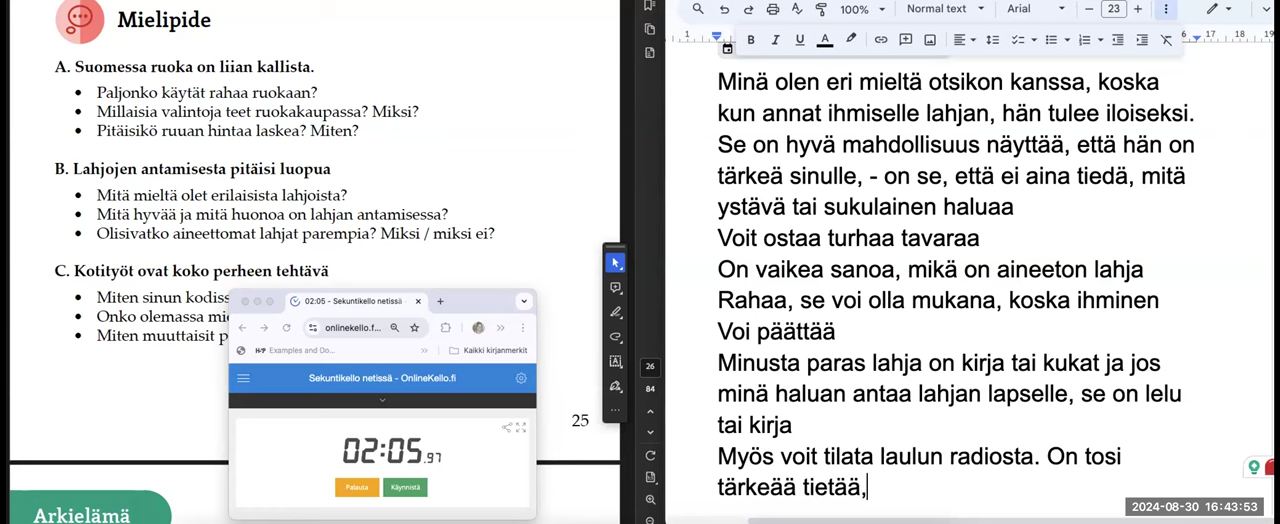 Mielipide
A. Suomessa ruoka on liian kallista.
Paljonko käytät rahaa ruokaan?
Millaisia valintoja teet ruokakaupassa? Miksi?
Pitäisikö ruuan hintaa laskea? Miten?
B. Lahjojen antamisesta pitäisi luopua
Mitä mieltä olet erilaisista lahjoista?
Mitä hyvää ja mitä huonoa on lahjan antamisessa?
Olisivatko aineettomat lahjat parempia? Miksi / miksi ei?
C. Kotityöt ovat koko perheen tehtävä
Miten sinun kodiss
Onko olemassa mi
Miten muuttaisit p
25
Arkielämä
02:05 - Sekuntikello netissä
onlinekello.f...
Examples and Do...
Kaikki kirjanmerkit
Sekuntikello netissä - OnlineKello.fi
02:05.97
Palauta
Käynnistä
26
84
100%
Normal text
Arial
23
B I U A
1
16 17 18 19
Minä olen eri mieltä otsikon kanssa, koska
kun annat ihmiselle lahjan, hän tulee iloiseksi.
Se on hyvä mahdollisuus näyttää, että hän on
tärkeä sinulle, - on se, että ei aina tiedä, mitä
ystävä tai sukulainen haluaa
Voit ostaa turhaa tavaraa
On vaikea sanoa, mikä on aineeton lahja
Rahaa, se voi olla mukana, koska ihminen
Voi päättää
Minusta paras lahja on kirja tai kukat ja jos
minä haluan antaa lahjan lapselle, se on lelu
tai kirja
Myös voit tilata laulun radiosta. On tosi
tärkeää tietää,
2024-08-30 16:43:53